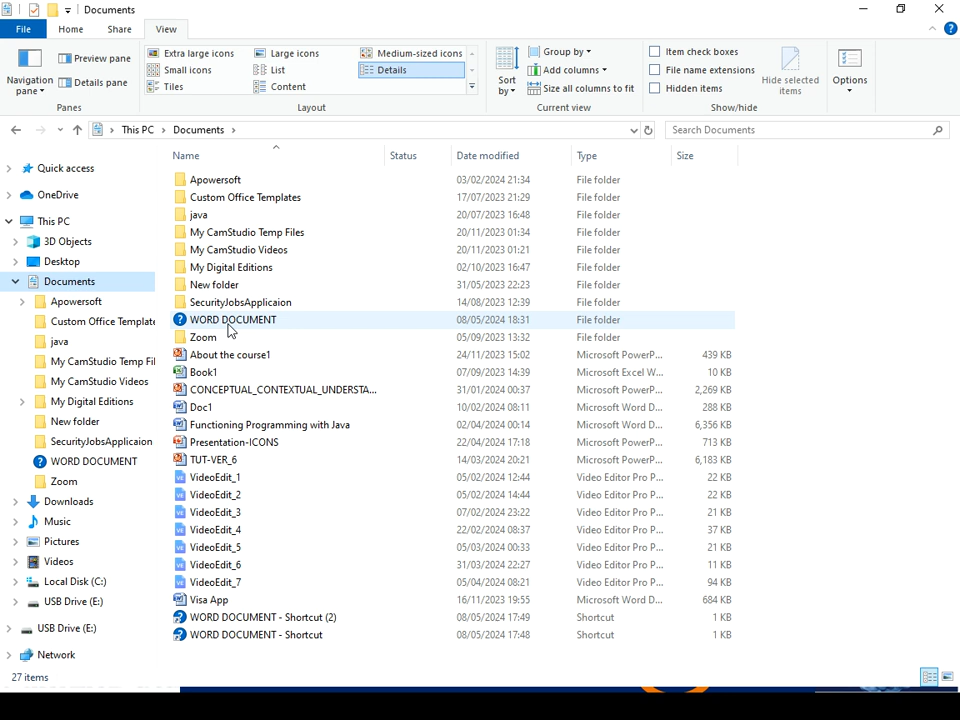 Documents
File Home Share View
Navigation pane
Preview pane
Details pane
Panes
Extra large icons Large icons Medium-sized icons
Small icons List Details
Tiles Content
Layout
Sort by
Group by
Add columns
Size all columns to fit
Current view
Item check boxes
File name extensions
Hidden items
Hide selected items
Show/hide
Options
This PC > Documents >
Search Documents
Quick access
OneDrive
This PC
3D Objects
Desktop
Documents
Apowersoft
Custom Office Template
java
My CamStudio Temp Fil
My CamStudio Videos
My Digital Editions
New folder
SecurityJobsApplicaion
WORD DOCUMENT
Zoom
Downloads
Music
Pictures
Videos
Local Disk (C:)
USB Drive (E:)
USB Drive (E:)
Network
Name Status Date modified Type Size
Apowersoft 03/02/2024 21:34 File folder
Custom Office Templates 17/07/2023 21:29 File folder
java 20/07/2023 16:48 File folder
My CamStudio Temp Files 20/11/2023 01:34 File folder
My CamStudio Videos 20/11/2023 01:21 File folder
My Digital Editions 02/10/2023 16:47 File folder
New folder 31/05/2023 22:23 File folder
SecurityJobsApplicaion 14/08/2023 12:39 File folder
WORD DOCUMENT 08/05/2024 18:31 File folder
Zoom 05/09/2023 13:32 File folder
About the course1 24/11/2023 15:02 Microsoft PowerP... 439 KB
Book1 07/09/2023 14:39 Microsoft Excel W... 10 KB
CONCEPTUAL_CONTEXTUAL_UNDERSTA... 31/01/2024 00:37 Microsoft PowerP... 2,269 KB
Doc1 10/02/2024 08:11 Microsoft Word D... 288 KB
Functioning Programming with Java 02/04/2024 00:14 Microsoft Word D... 6,356 KB
Presentation-ICONS 22/04/2024 17:18 Microsoft PowerP... 713 KB
TUT-VER_6 14/03/2024 20:21 Microsoft PowerP... 6,183 KB
VideoEdit_1 05/02/2024 12:44 Video Editor Pro P... 22 KB
VideoEdit_2 05/02/2024 14:44 Video Editor Pro P... 22 KB
VideoEdit_3 07/02/2024 23:22 Video Editor Pro P... 21 KB
VideoEdit_4 22/02/2024 08:37 Video Editor Pro P... 37 KB
VideoEdit_5 05/03/2024 00:33 Video Editor Pro P... 21 KB
VideoEdit_6 31/03/2024 22:27 Video Editor Pro P... 11 KB
VideoEdit_7 05/04/2024 08:21 Video Editor Pro P... 94 KB
Visa App 16/11/2023 19:55 Microsoft Word D... 684 KB
WORD DOCUMENT - Shortcut (2) 08/05/2024 17:49 Shortcut 1 KB
WORD DOCUMENT - Shortcut 08/05/2024 17:48 Shortcut 1 KB
27 items